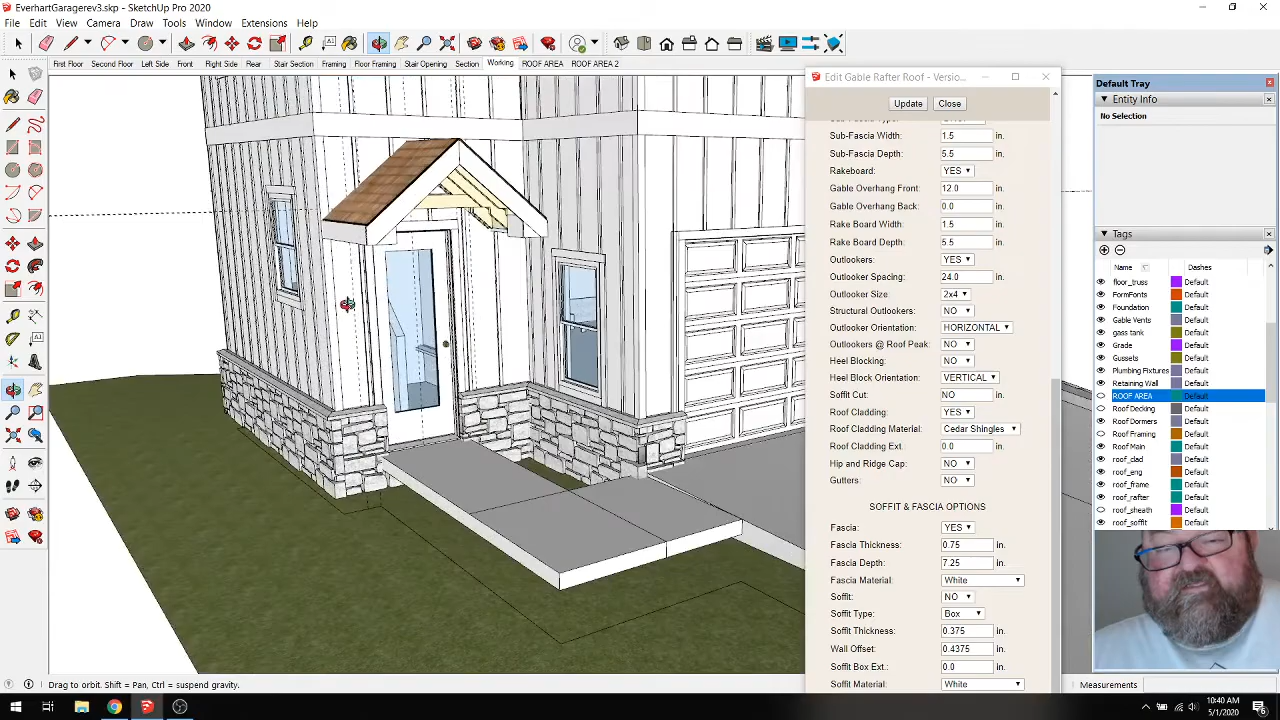 EverhartGaragerev3.skp - SketchUp Pro 2020
File Edit View Camera Draw Tools Window Extensions Help
First Floor Second Floor Left Side Front Right Side Rear Stair Section Framing Floor Framing Stair Opening Section Working ROOF AREA ROOF AREA 2
Edit Gable Rafter Roof - Versio...
Update Close
Sub-Fascia Width: 1.5 in.
Sub-Fascia Depth: 5.5 in.
Rakeboard: YES
Gable Overhang Front: 12.0 in.
Gable Overhang Back: 0.0 in.
Rake Board Width: 1.5 in.
Rake Board Depth: 5.5 in.
Outlookers: YES
Outlooker Spacing: 24.0 in.
Outlooker Size: 2x4
Structural Outlookers: NO
Outlooker Orientation: HORIZONTAL
Outlookers @ Roof Peak: NO
Heel Blocking: NO
Heel Block Orientation: VERTICAL
Soffit Cut: NO in.
Roof Cladding: YES
Roof Cladding Material: Cedar Shingles
Roof Cladding Ext. 0.0 in.
Hip and Ridge Cap: NO
Gutters: NO
SOFFIT & FASCIA OPTIONS
Fascia: YES
Fascia Thickness: 0.75 in.
Fascia Depth: 7.25 in.
Fascia Material: White
Soffit: NO
Soffit Type: Box
Soffit Thickness: 0.375 in.
Wall Offset: 0.4375 in.
Soffit Box Ext.: 0.0 in.
Soffit Material: White
Default Tray
Entity Info
No Selection
Tags
Name Dashes
floor_truss Default
FormFonts Default
Foundation Default
Gable Vents Default
gass tank Default
Grade Default
Gussets Default
Plumbing Fixtures Default
Retaining Wall Default
ROOF AREA Default
Roof Decking Default
Roof Dormers Default
Roof Framing Default
Roof Main Default
roof_dad Default
roof_eng Default
roof_frame Default
roof_rafter Default
roof_sheath Default
roof_soffit Default
Drag to orbit. Shift = Pan, Ctrl = suspend gravity.
Measurements
10:40 AM
5/1/2020